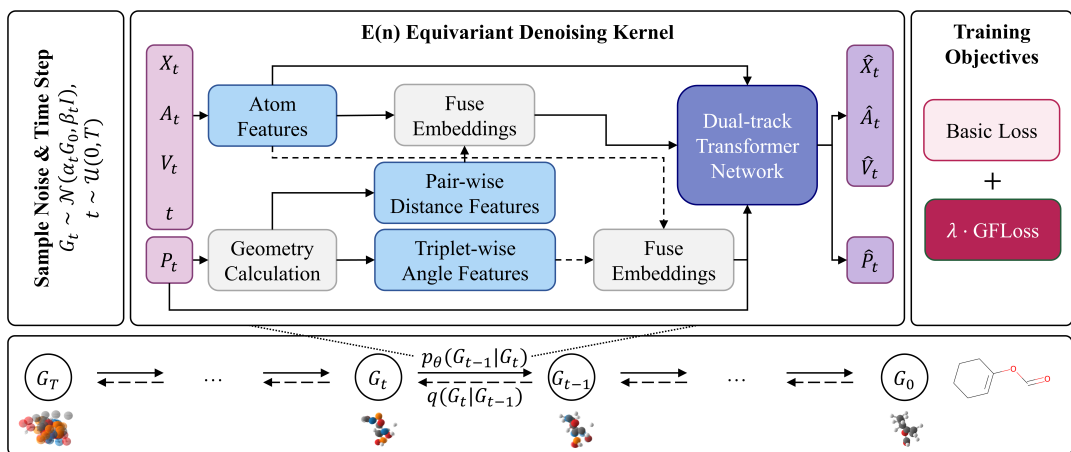 Sample Noise & Time Step
G_t ∼ 𝒩(α_t G_0, β_t I),
t ∼ 𝒰(0, T)
E(n) Equivariant Denoising Kernel
X_t
A_t
V_t
t
P_t
Atom
Features
Fuse
Embeddings
Pair-wise
Distance Features
Geometry
Calculation
Triplet-wise
Angle Features
Fuse
Embeddings
Dual-track
Transformer
Network
X̂_t
Â_t
V̂_t
P̂_t
Training
Objectives
Basic Loss
+
λ · GFLoss
G_T
...
G_t
p_θ(G_{t−1}|G_t)
q(G_t|G_{t−1})
G_{t−1}
...
G_0
O
O